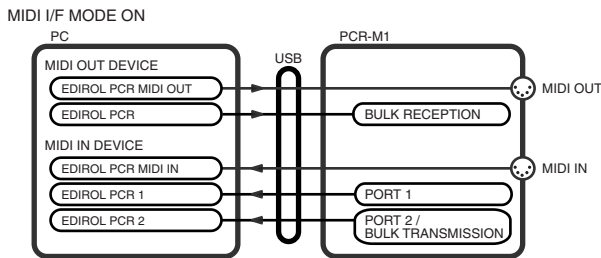 MIDI I/F MODE ON
PC
PCR-M1
USB
MIDI OUT DEVICE
EDIROL PCR MIDI OUT
MIDI OUT
EDIROL PCR
BULK RECEPTION
MIDI IN DEVICE
EDIROL PCR MIDI IN
MIDI IN
EDIROL PCR 1
PORT 1
EDIROL PCR 2
PORT 2 /
BULK TRANSMISSION